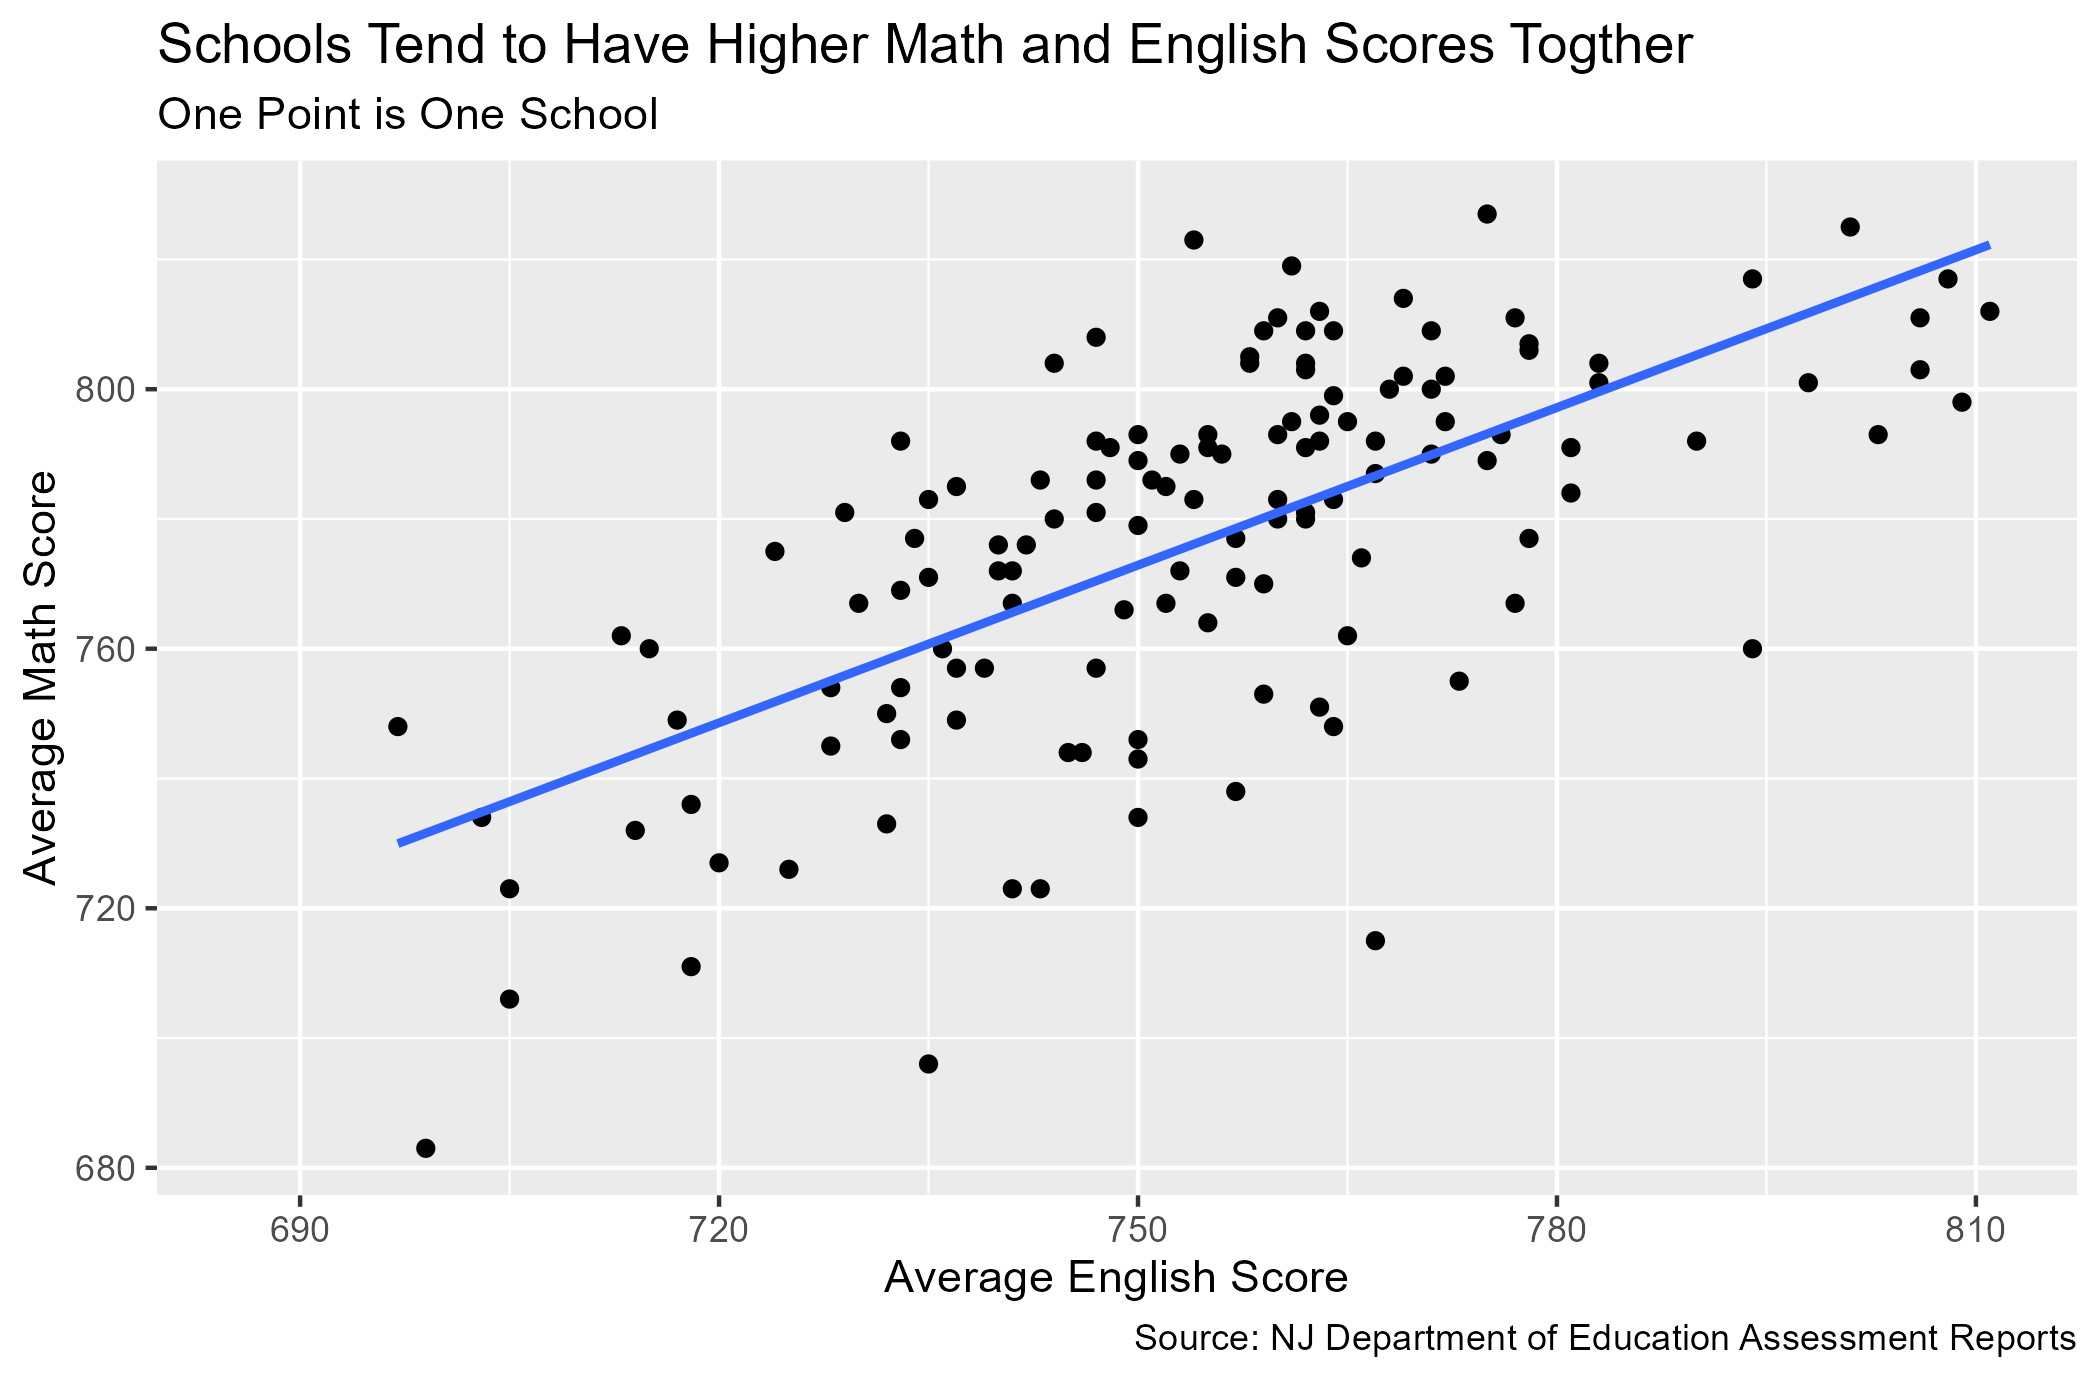 Schools Tend to Have Higher Math and English Scores Togther
One Point is One School
Average Math Score
800
760
720
680
690 720 750 780 810
Average English Score
Source: NJ Department of Education Assessment Reports